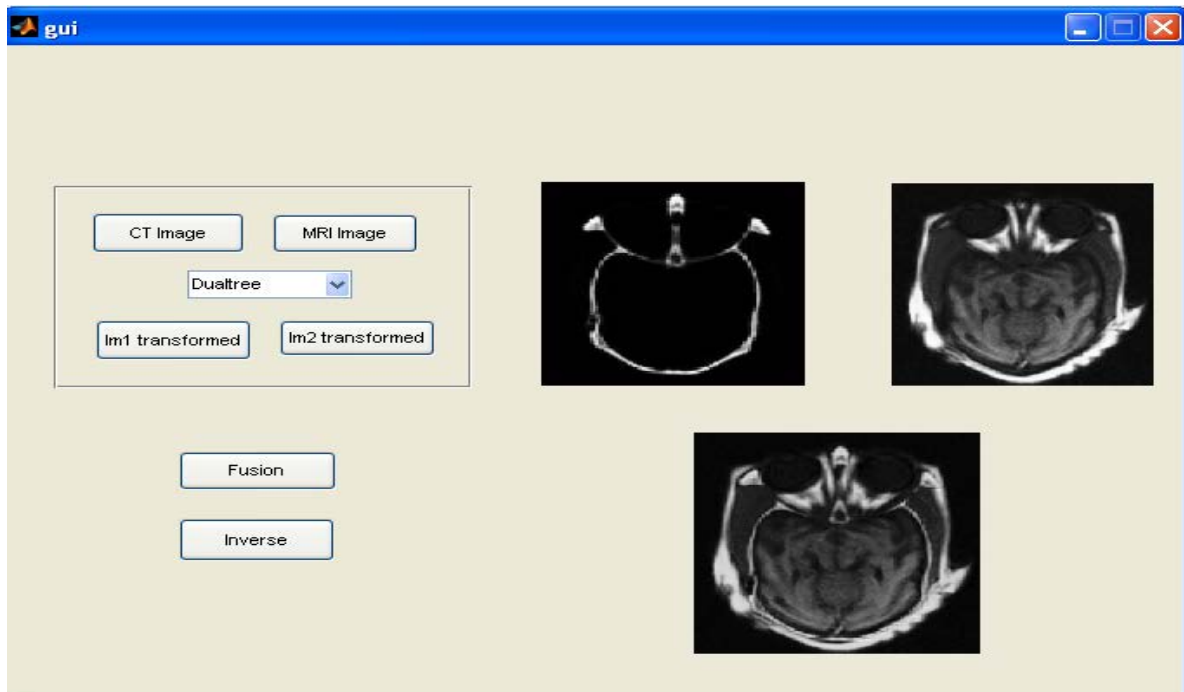 gui
CT Image
MRI Image
Dualtree
Im1 transformed
Im2 transformed
Fusion
Inverse